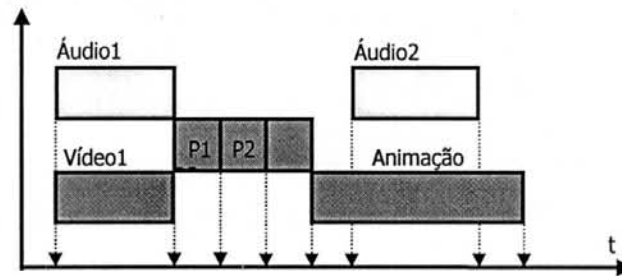 Áudio1
Áudio2
P1
P2
Vídeo1
Animação
t